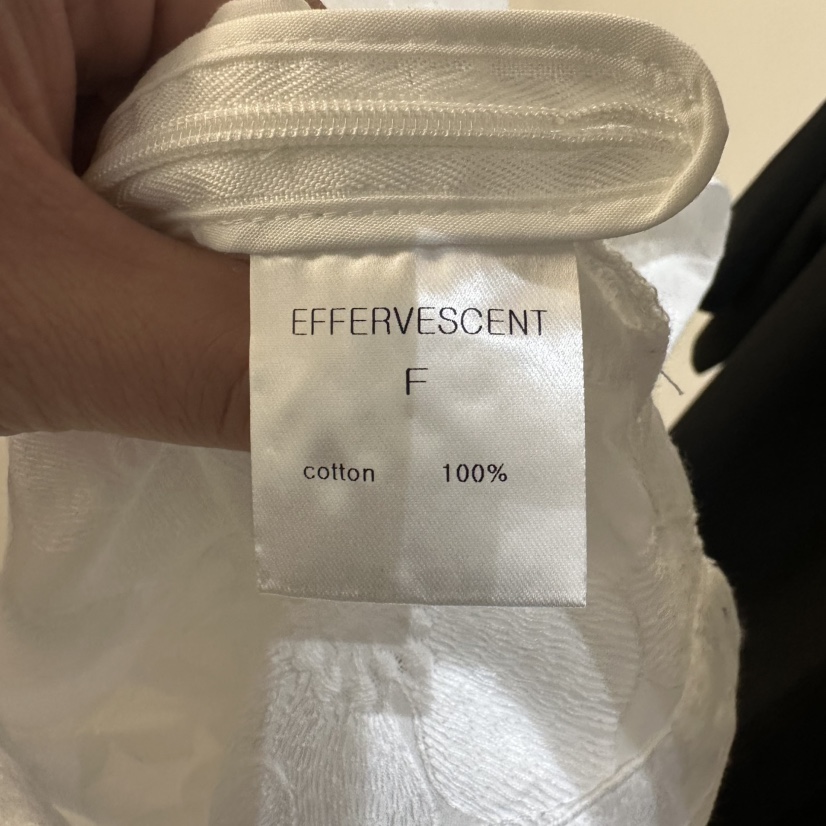 EFFERVESCENT
F
cotton 100%